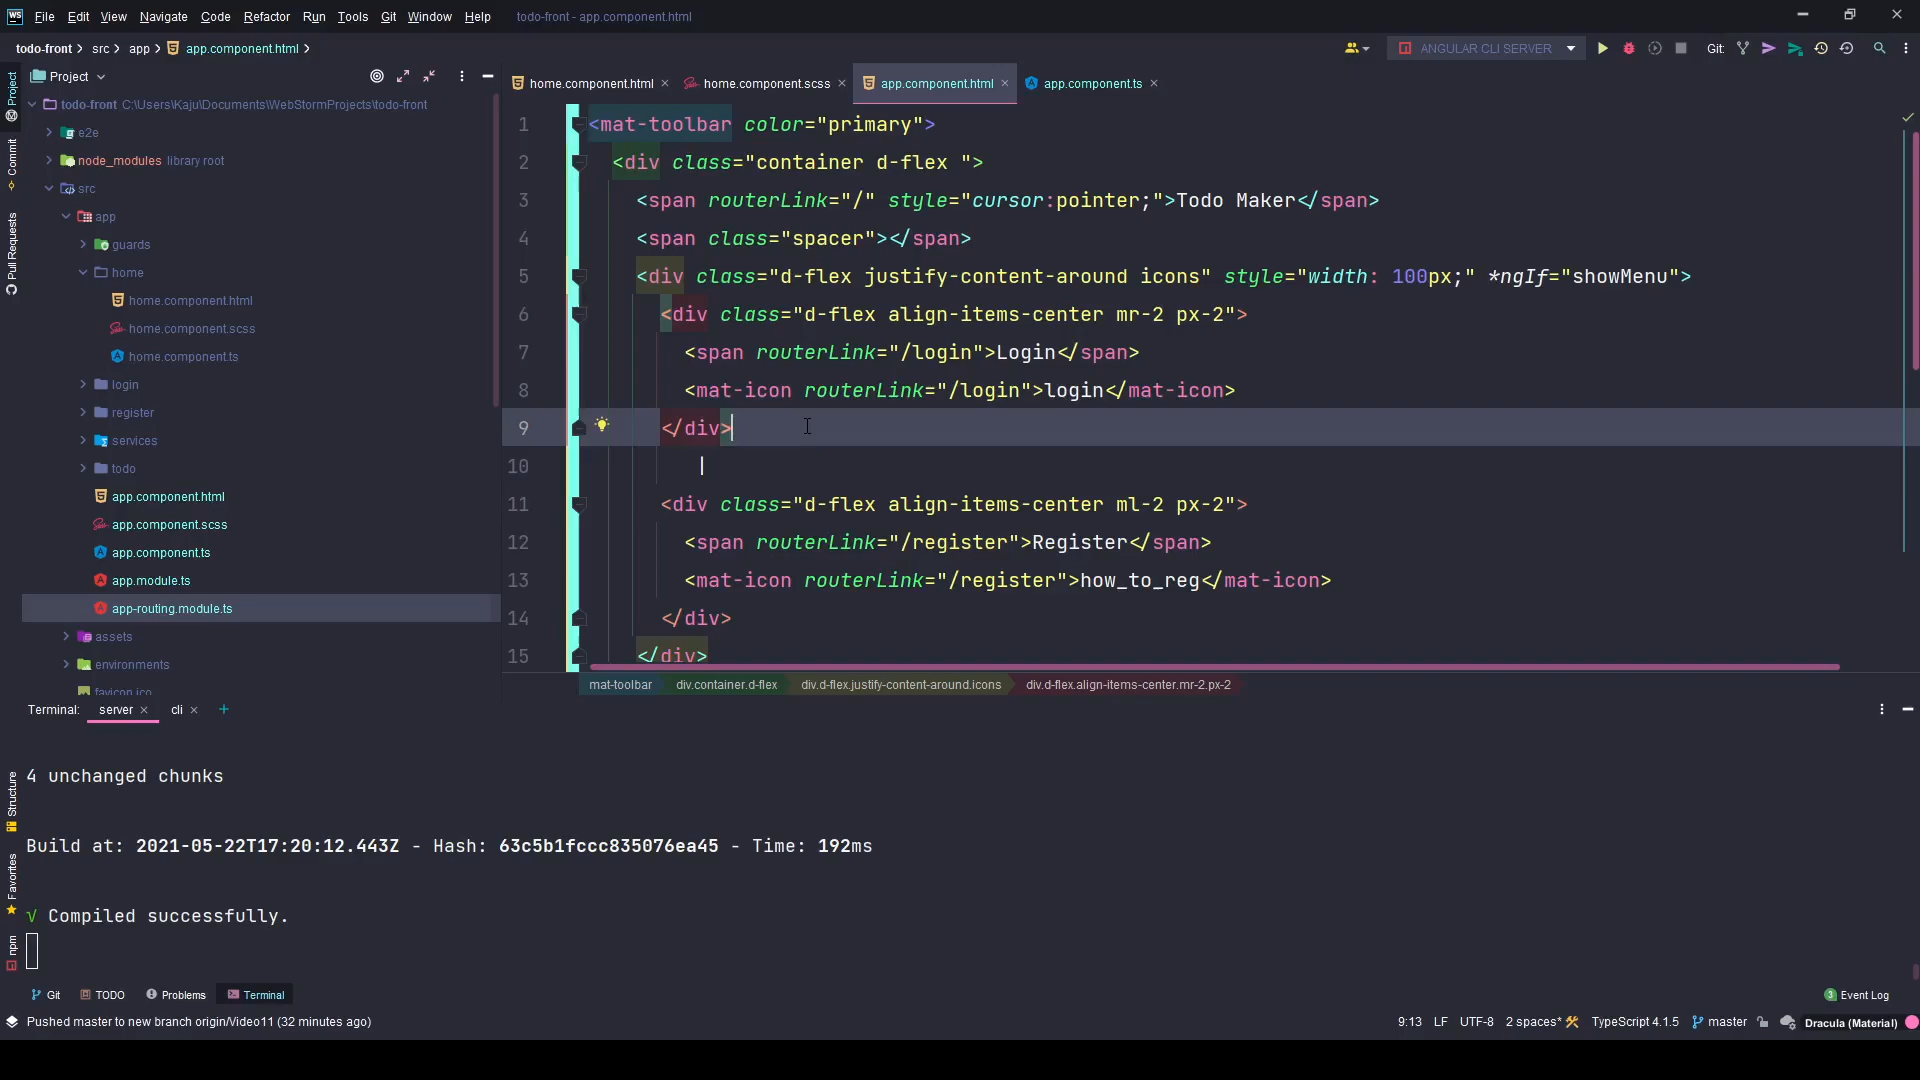 WS File Edit View Navigate Code Refactor Run Tools Git Window Help todo-front - app.component.html
todo-front src app app.component.html ANGULAR CLI SERVER Git:
Project home.component.html home.component.scss app.component.html app.component.ts
todo-front C:\Users\Kaju\Documents\WebStormProjects\todo-front
e2e
node_modules library root
src
app
guards
home
home.component.html
home.component.scss
home.component.ts
login
register
services
todo
app.component.html
app.component.scss
app.component.ts
app.module.ts
app-routing.module.ts
assets
environments
favicon.ico
Project
Commit
Pull Requests
1 <mat-toolbar color="primary">
2 <div class="container d-flex ">
3 <span routerLink="/" style="cursor:pointer;">Todo Maker</span>
4 <span class="spacer"></span>
5 <div class="d-flex justify-content-around icons" style="width: 100px;" *ngIf="showMenu">
6 <div class="d-flex align-items-center mr-2 px-2">
7 <span routerLink="/login">Login</span>
8 <mat-icon routerLink="/login">login</mat-icon>
9 </div>
10 |
11 <div class="d-flex align-items-center ml-2 px-2">
12 <span routerLink="/register">Register</span>
13 <mat-icon routerLink="/register">how_to_reg</mat-icon>
14 </div>
15 </div>
mat-toolbar div.container.d-flex div.d-flex.justify-content-around.icons div.d-flex.align-items-center.mr-2.px-2
Terminal: server cli
4 unchanged chunks
Build at: 2021-05-22T17:20:12.443Z - Hash: 63c5b1fccc835076ea45 - Time: 192ms
√ Compiled successfully.
Structure
Favorites
npm
Git TODO Problems Terminal 3 Event Log
Pushed master to new branch origin/Video11 (32 minutes ago) 9:13 LF UTF-8 2 spaces* TypeScript 4.1.5 master Dracula (Material)